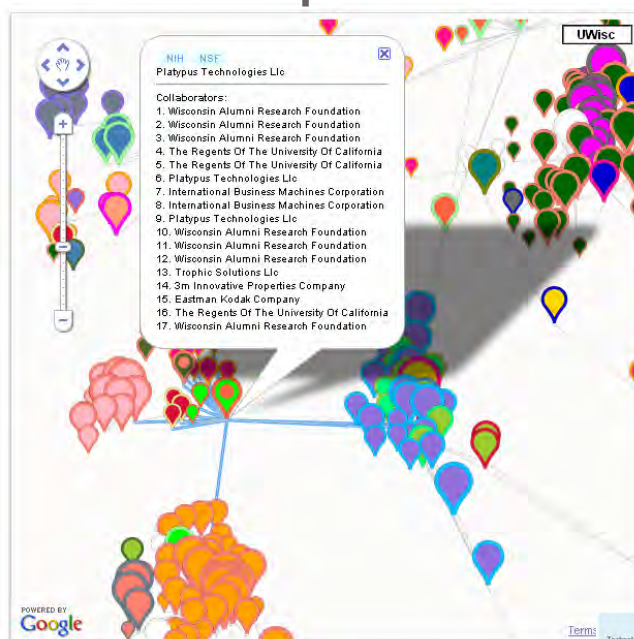 UWisc
NIH NSF
Platypus Technologies Llc
Collaborators:
1. Wisconsin Alumni Research Foundation
2. Wisconsin Alumni Research Foundation
3. Wisconsin Alumni Research Foundation
4. The Regents Of The University Of California
5. The Regents Of The University Of California
6. Platypus Technologies Llc
7. International Business Machines Corporation
8. International Business Machines Corporation
9. Platypus Technologies Llc
10. Wisconsin Alumni Research Foundation
11. Wisconsin Alumni Research Foundation
12. Wisconsin Alumni Research Foundation
13. Trophic Solutions Llc
14. 3m Innovative Properties Company
15. Eastman Kodak Company
16. The Regents Of The University Of California
17. Wisconsin Alumni Research Foundation
POWERED BY
Google
Terms